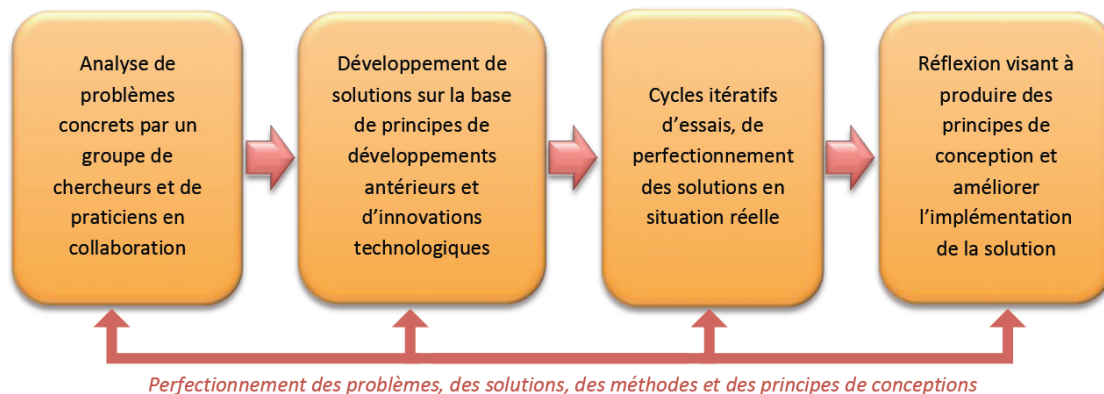 Analyse de
problèmes
concrets par un
groupe de
chercheurs et de
praticiens en
collaboration
Développement de
solutions sur la base
de principes de
développements
antérieurs et
d'innovations
technologiques
Cycles itératifs
d'essais, de
perfectionnement
des solutions en
situation réelle
Réflexion visant à
produire des
principes de
conception et
améliorer
l'implémentation
de la solution
Perfectionnement des problèmes, des solutions, des méthodes et des principes de conceptions